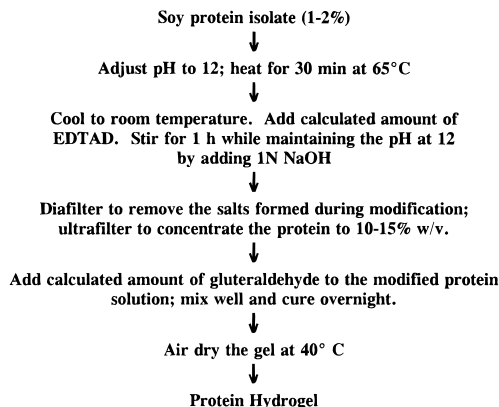 Soy protein isolate (1-2%)
Adjust pH to 12; heat for 30 min at 65°C
Cool to room temperature. Add calculated amount of
EDTAD. Stir for 1 h while maintaining the pH at 12
by adding 1N NaOH
Diafilter to remove the salts formed during modification;
ultrafilter to concentrate the protein to 10-15% w/v.
Add calculated amount of gluteraldehyde to the modified protein
solution; mix well and cure overnight.
Air dry the gel at 40° C
Protein Hydrogel